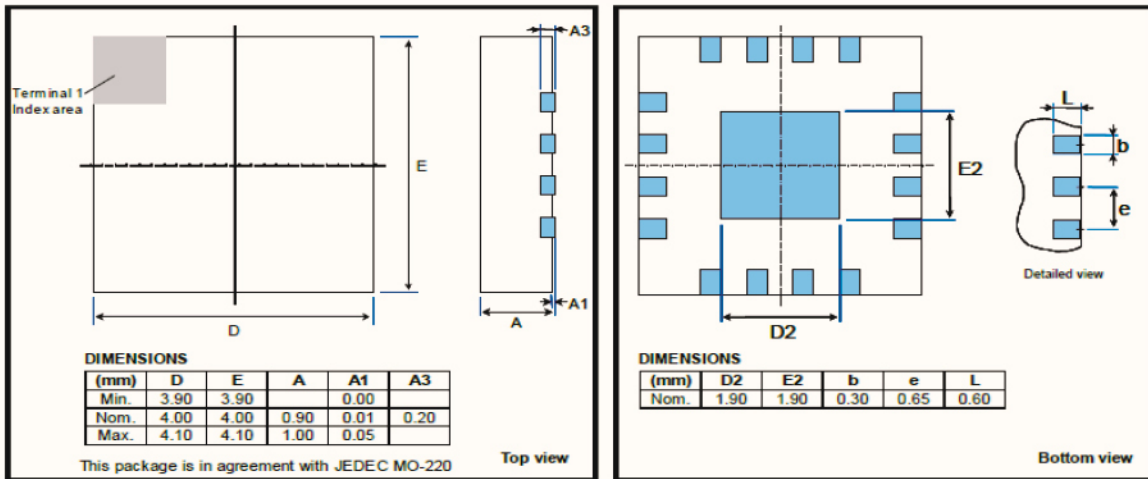 A3
Terminal 1
Index area
E
A1
A
D
DIMENSIONS
(mm) D E A A1 A3
Min. 3.90 3.90 0.00
Nom. 4.00 4.00 0.90 0.01 0.20
Max. 4.10 4.10 1.00 0.05
This package is in agreement with JEDEC MO-220
Top view
L
b
E2
e
Detailed view
D2
DIMENSIONS
(mm) D2 E2 b e L
Nom. 1.90 1.90 0.30 0.65 0.60
Bottom view